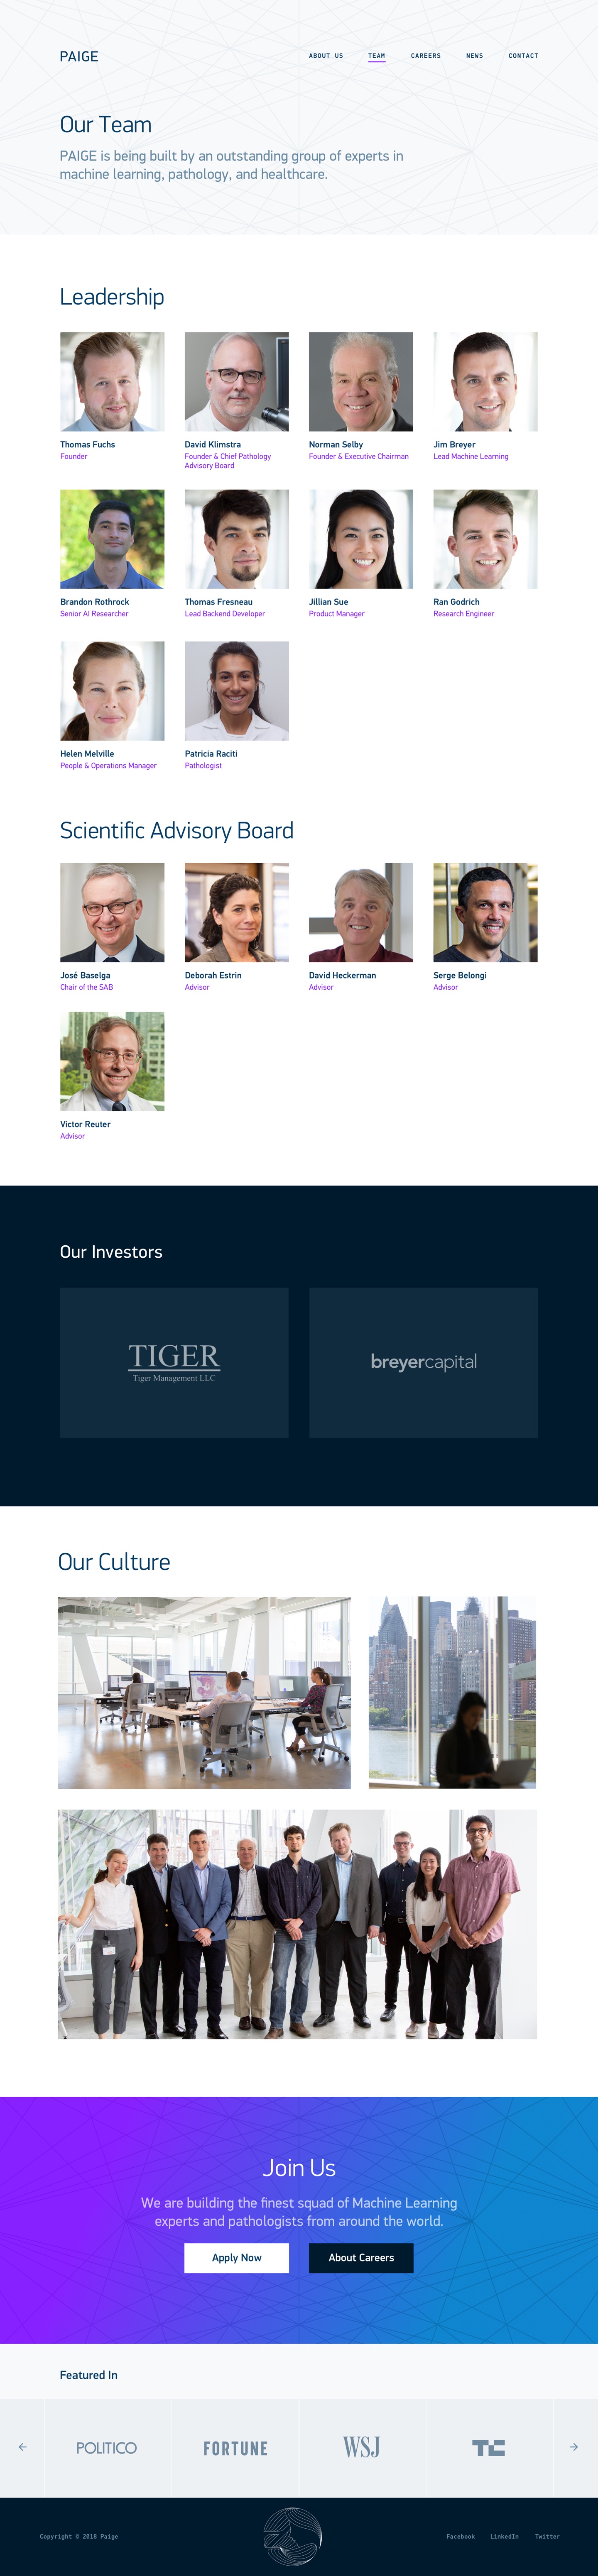 PAIGE
ABOUT US TEAM CAREERS NEWS CONTACT
Our Team
PAIGE is being built by an outstanding group of experts in
machine learning, pathology, and healthcare.
Leadership
Thomas Fuchs
Founder
David Klimstra
Founder & Chief Pathology
Advisory Board
Norman Selby
Founder & Executive Chairman
Jim Breyer
Lead Machine Learning
Brandon Rothrock
Senior AI Researcher
Thomas Fresneau
Lead Backend Developer
Jillian Sue
Product Manager
Ran Godrich
Research Engineer
Helen Melville
People & Operations Manager
Patricia Raciti
Pathologist
Scientific Advisory Board
José Baselga
Chair of the SAB
Deborah Estrin
Advisor
David Heckerman
Advisor
Serge Belongi
Advisor
Victor Reuter
Advisor
Our Investors
TIGER
Tiger Management LLC
breyercapital
Our Culture
Join Us
We are building the finest squad of Machine Learning
experts and pathologists from around the world.
Apply Now
About Careers
Featured In
POLITICO
FORTUNE
WSJ
TC
Copyright © 2018 Paige
Facebook LinkedIn Twitter